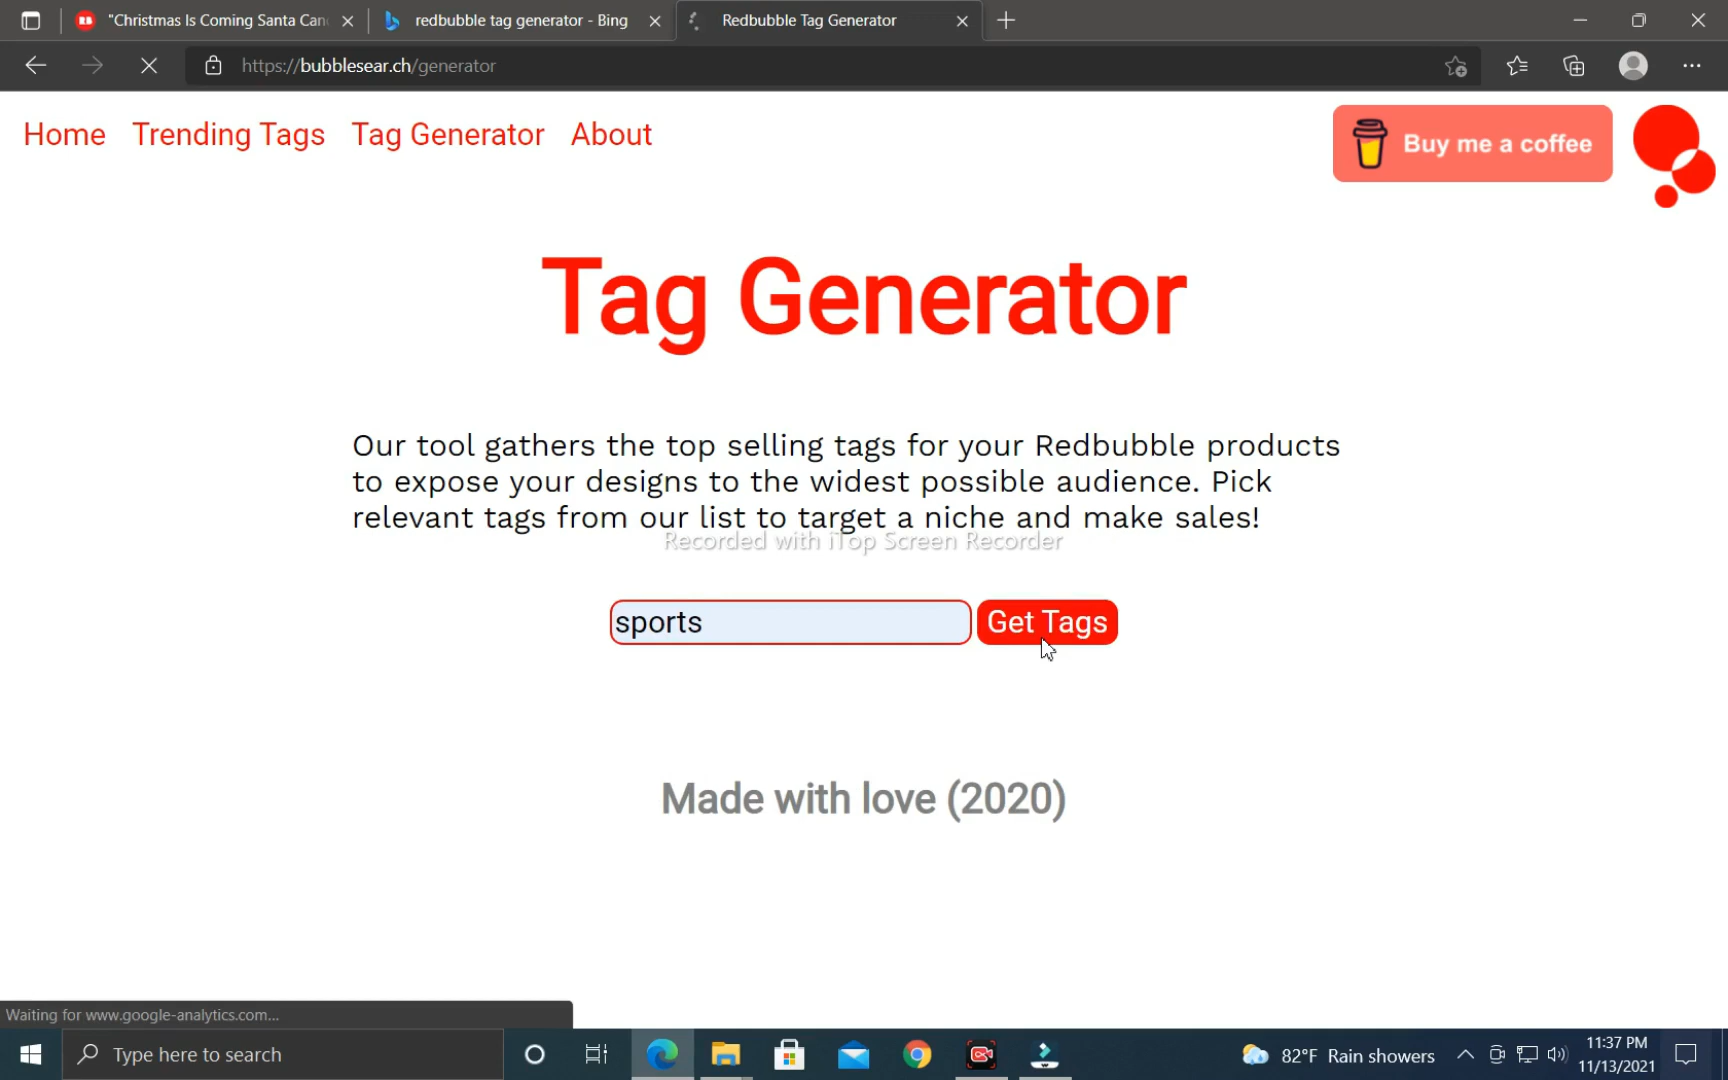 "Christmas Is Coming Santa Can
redbubble tag generator - Bing
Redbubble Tag Generator
https://bubblesear.ch/generator
Home Trending Tags Tag Generator About
Buy me a coffee
Tag Generator
Our tool gathers the top selling tags for your Redbubble products
to expose your designs to the widest possible audience. Pick
relevant tags from our list to target a niche and make sales!
Recorded with iTop Screen Recorder
sports
Get Tags
Made with love (2020)
Waiting for www.google-analytics.com...
Type here to search
82°F Rain showers
11:37 PM
11/13/2021